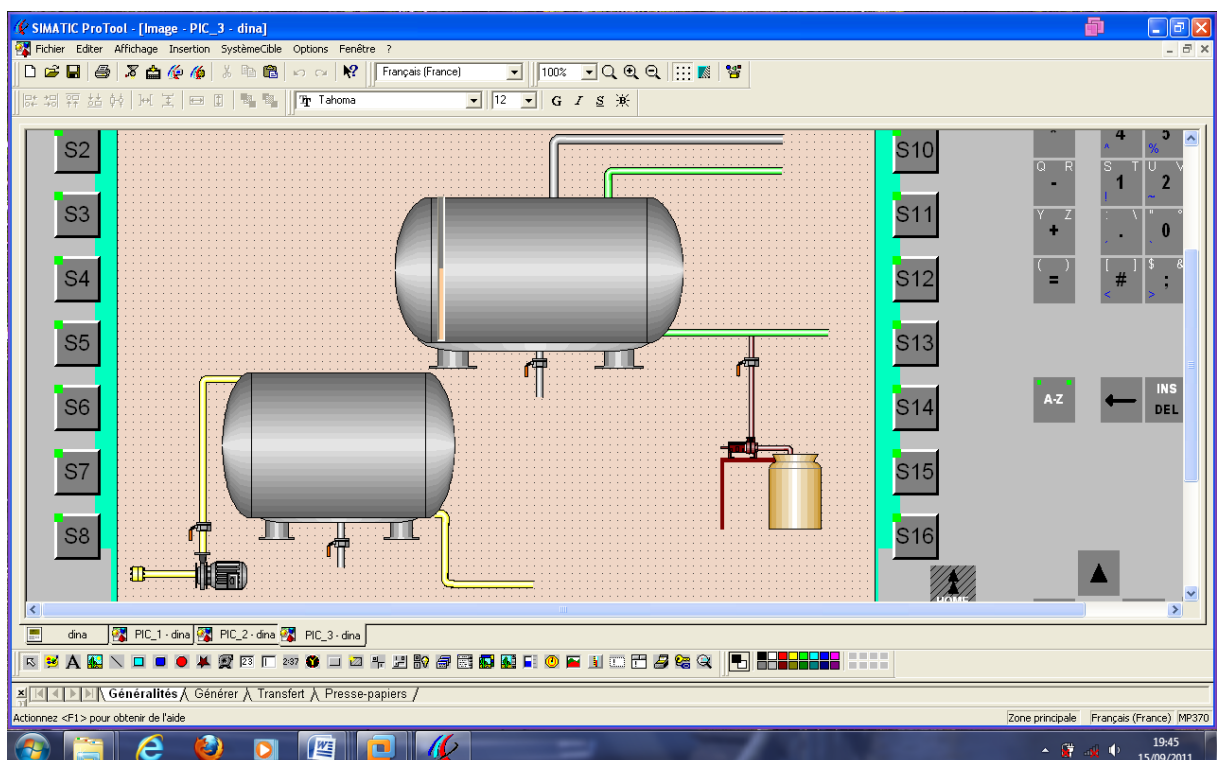 SIMATIC ProTool - [Image - PIC_3 - dina]
Fichier Editer Affichage Insertion SystèmeCible Options Fenêtre ?
Français (France) 100%
Tahoma 12 G I S
S2 S10 4 5
^ %
Q R S T U V
- 1 2
! ~
S3 S11 Y Z : \ " °
+ . 0
S4 S12 ( ) [ ] $ &
= # ;
< >
S5 S13
S6 S14 A-Z INS
DEL
S7 S15
S8 S16
HOME
dina PIC_1 - dina PIC_2 - dina PIC_3 - dina
Généralités Générer Transfert Presse-papiers
Actionnez <F1> pour obtenir de l'aide Zone principale Français (France) MP370
19:45
15/09/2011